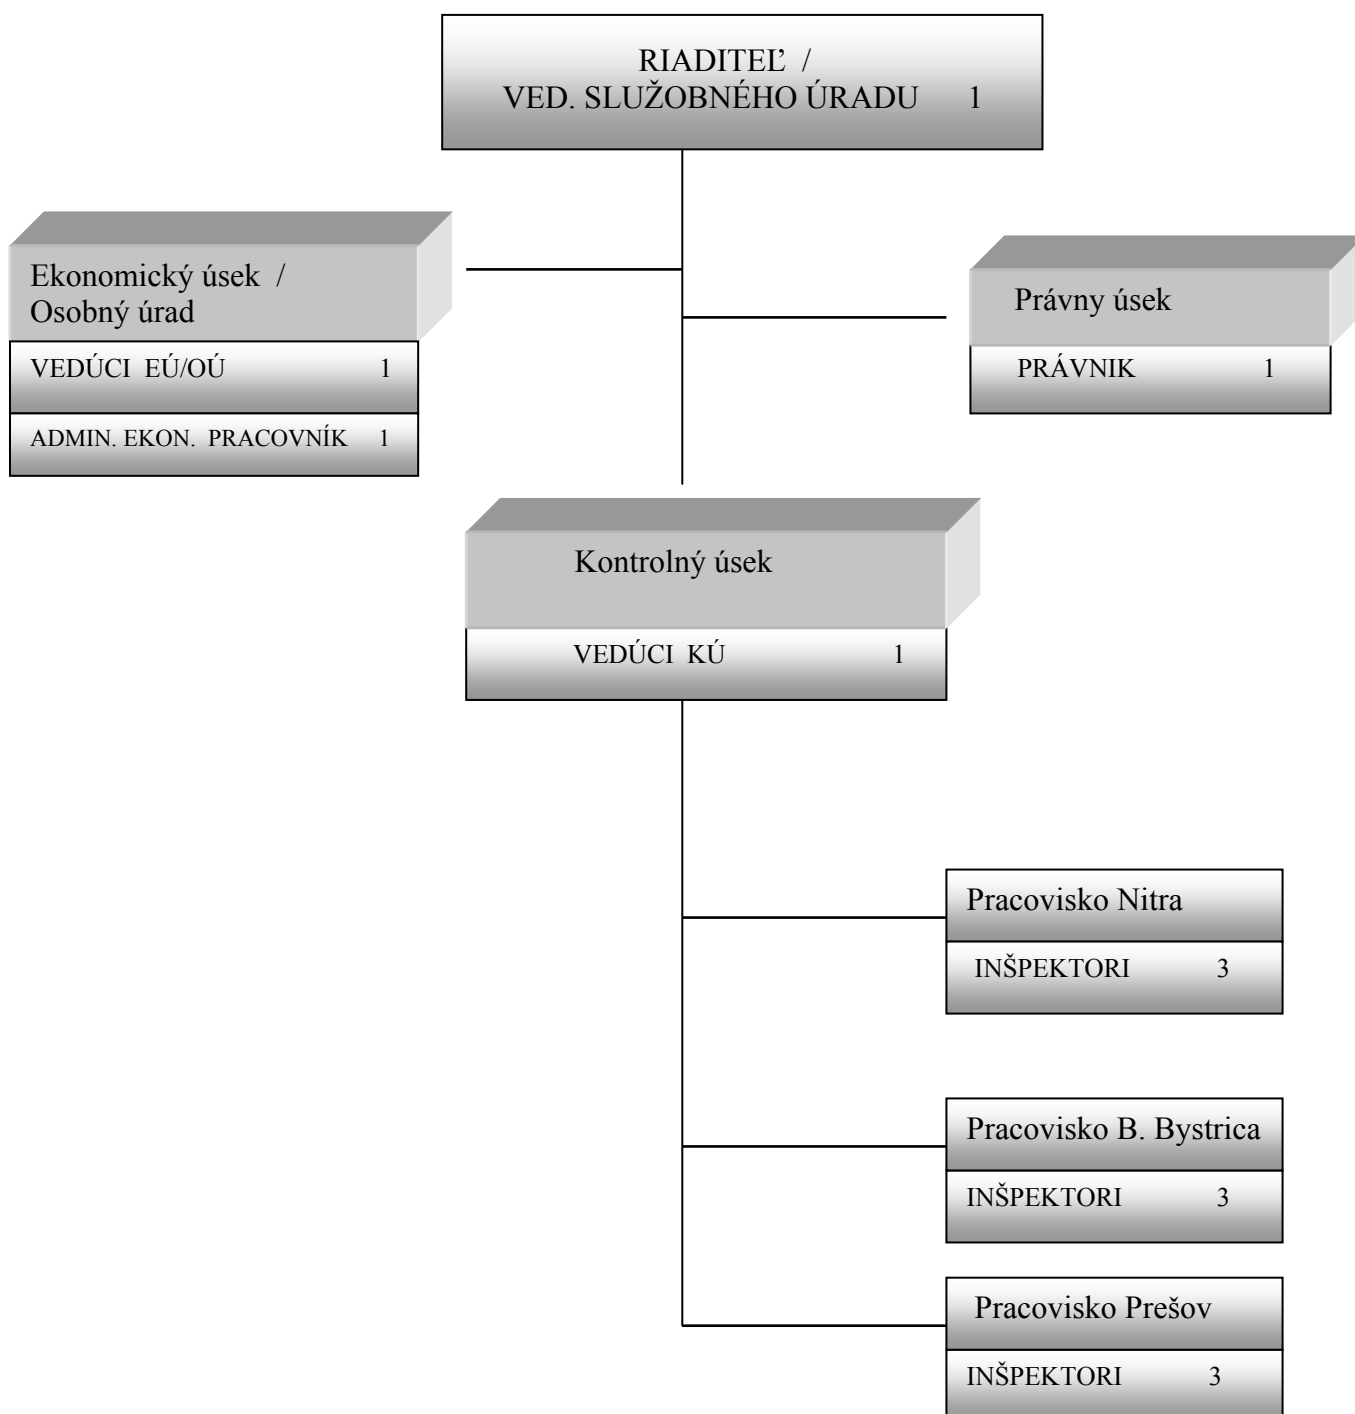 RIADITEĽ /
VED. SLUŽOBNÉHO ÚRADU 1
Ekonomický úsek /
Osobný úrad
VEDÚCI EÚ/OÚ 1
ADMIN. EKON. PRACOVNÍK 1
Právny úsek
PRÁVNIK 1
Kontrolný úsek
VEDÚCI KÚ 1
Pracovisko Nitra
INŠPEKTORI 3
Pracovisko B. Bystrica
INŠPEKTORI 3
Pracovisko Prešov
INŠPEKTORI 3